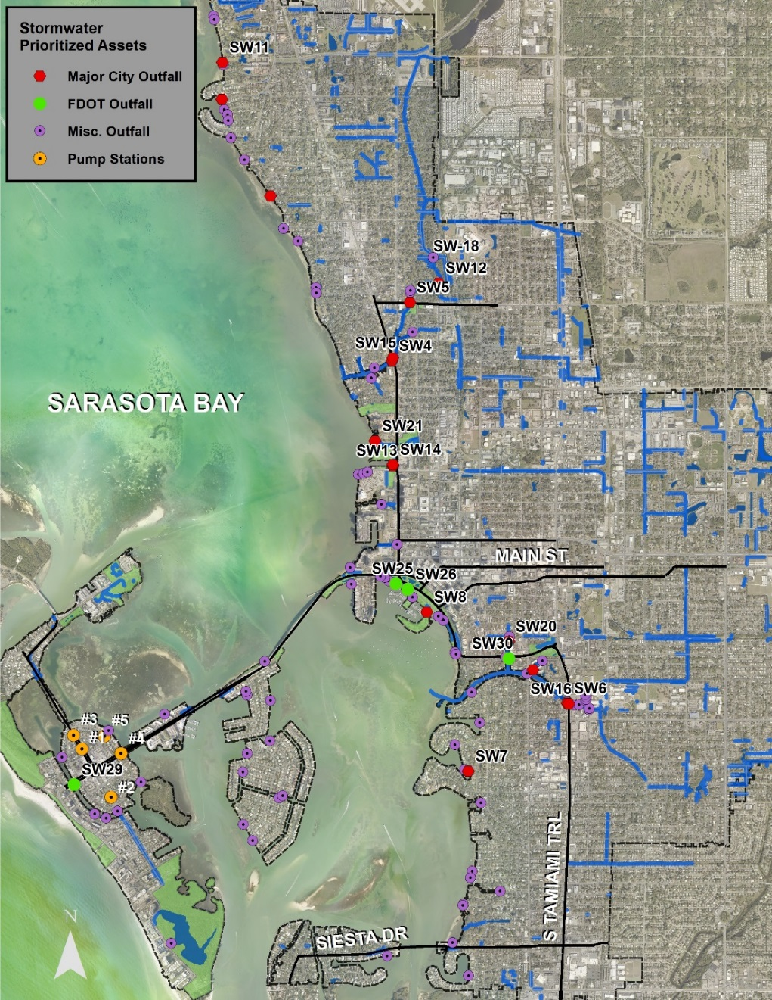 Stormwater
Prioritized Assets
Major City Outfall
FDOT Outfall
Misc. Outfall
Pump Stations
SW11
SW-18
SW12
SW5
SW15
SW4
SARASOTA BAY
SW21
SW13
SW14
MAIN ST
SW25
SW26
SW8
SW20
SW30
SW16
SW6
#3
#5
#1
#4
SW29
SW7
#2
S TAMIAMI TRL
N
SIESTA DR